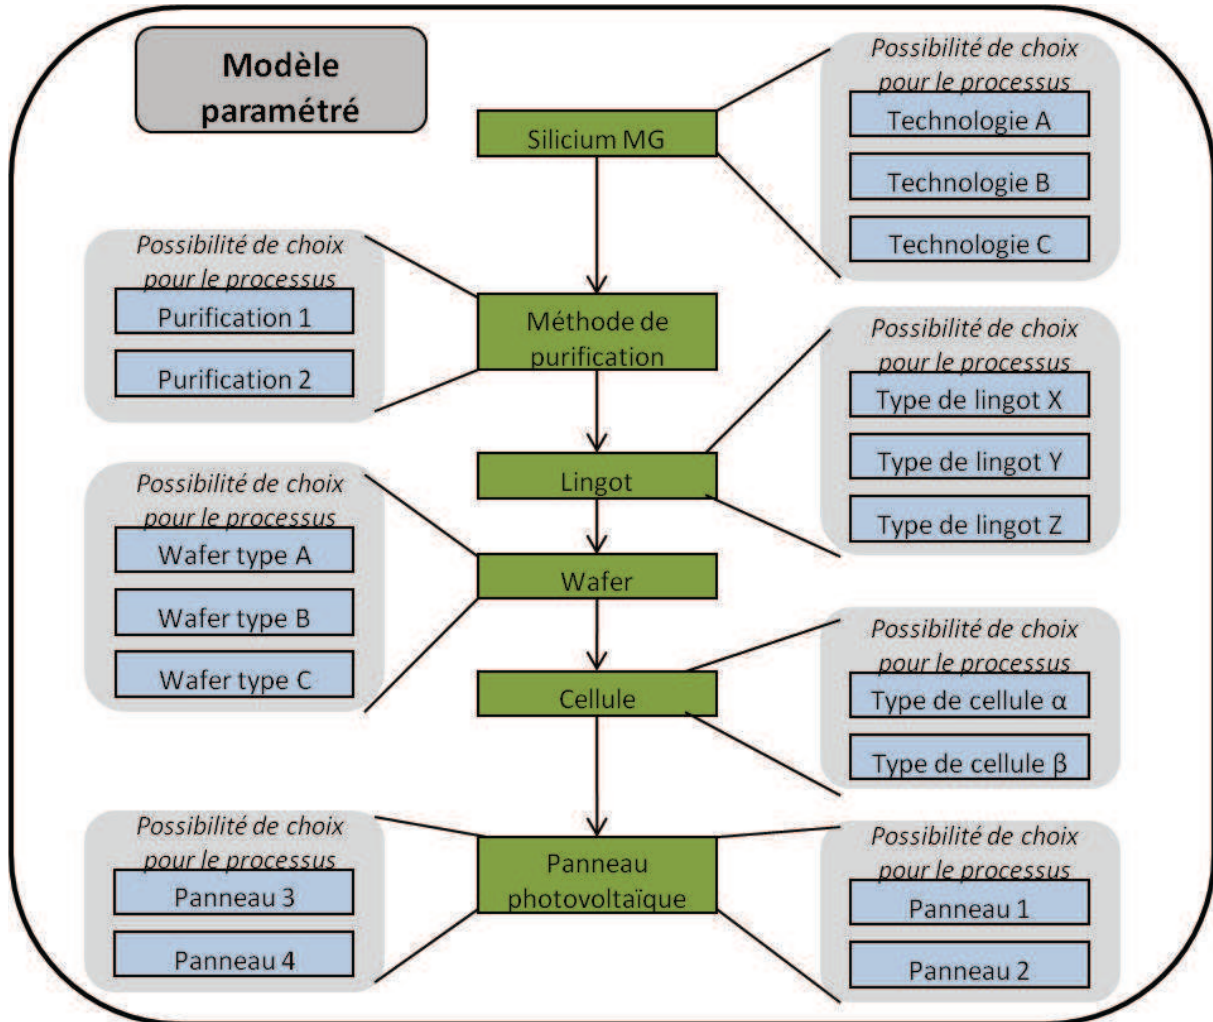 Modèle
paramétré
Silicium MG
Possibilité de choix
pour le processus
Technologie A
Technologie B
Technologie C
Possibilité de choix
pour le processus
Purification 1
Purification 2
Méthode de
purification
Possibilité de choix
pour le processus
Type de lingot X
Type de lingot Y
Type de lingot Z
Lingot
Possibilité de choix
pour le processus
Wafer type A
Wafer type B
Wafer type C
Wafer
Possibilité de choix
pour le processus
Type de cellule α
Type de cellule β
Cellule
Possibilité de choix
pour le processus
Panneau 3
Panneau 4
Panneau
photovoltaïque
Possibilité de choix
pour le processus
Panneau 1
Panneau 2